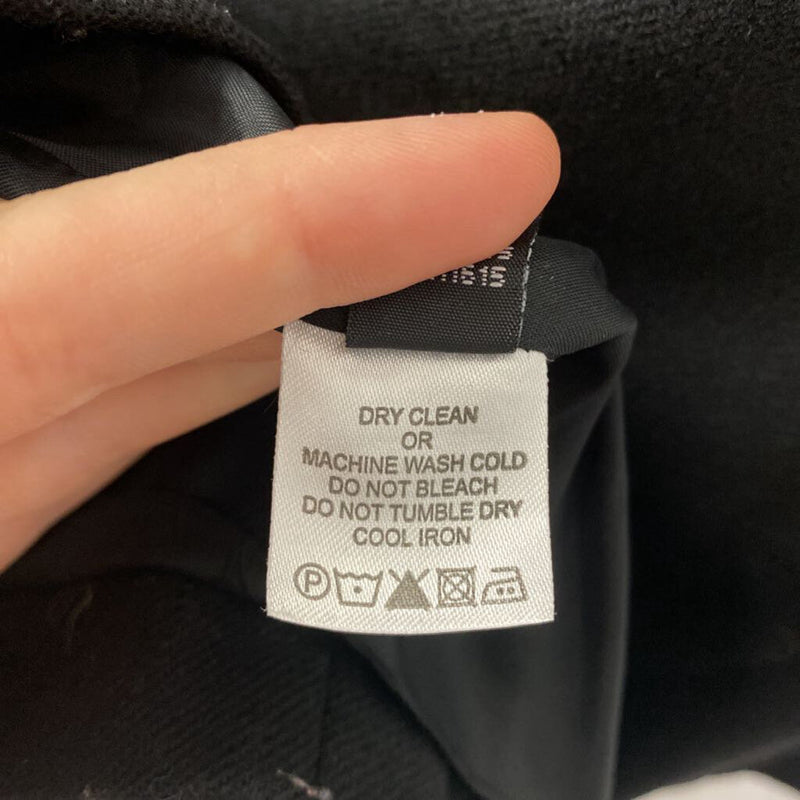 DRY CLEAN
OR
MACHINE WASH COLD
DO NOT BLEACH
DO NOT TUMBLE DRY
COOL IRON
P